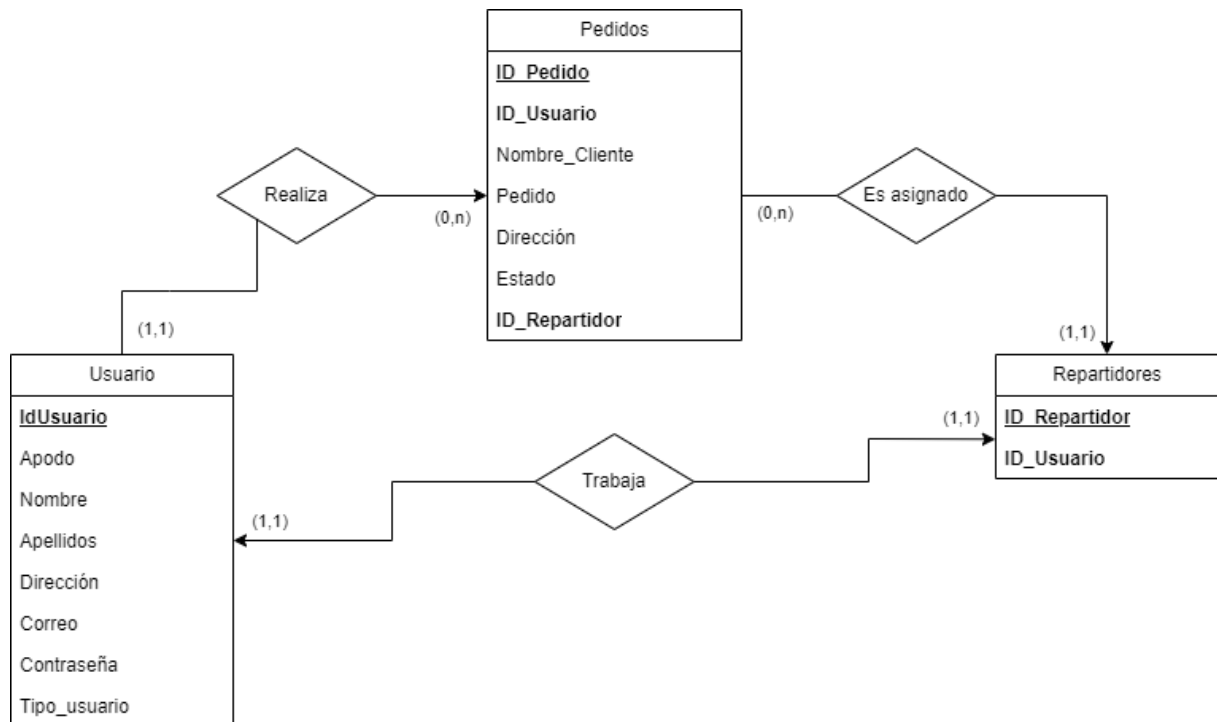 Pedidos
ID_Pedido
ID_Usuario
Nombre_Cliente
Pedido
Dirección
Estado
ID_Repartidor
Realiza
(0,n)
(0,n)
Es asignado
(1,1)
(1,1)
Usuario
IdUsuario
Apodo
Nombre
Apellidos
Dirección
Correo
Contraseña
Tipo_usuario
(1,1)
Trabaja
(1,1)
Repartidores
ID_Repartidor
ID_Usuario